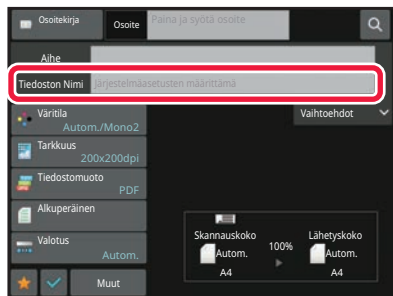 Osoitekirja
Osoite
Paina ja syötä osoite
Aihe
Tiedoston Nimi
Järjestelmäasetusten määrittämä
Väritila
Autom./Mono2
Vaihtoehdot
Tarkkuus
200x200dpi
Tiedostomuoto
PDF
Alkuperäinen
Valotus
Autom.
Skannauskoko
100%
Lähetyskoko
Autom.
Autom.
A4
A4
Muut